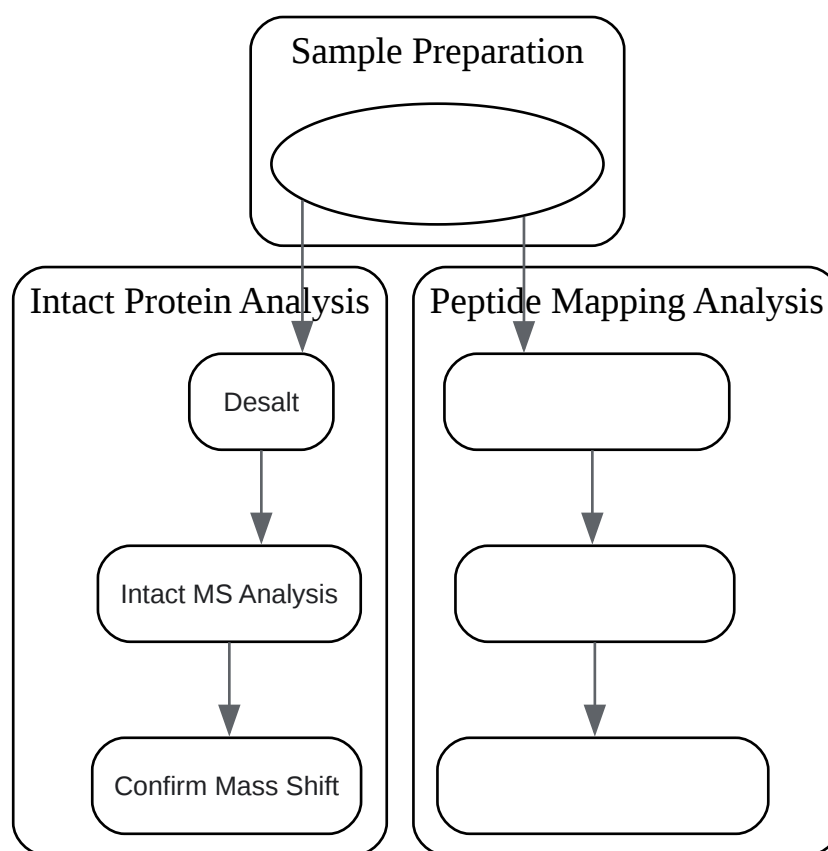 Sample Preparation
Intact Protein Analysis
Desalt
Intact MS Analysis
Confirm Mass Shift
Peptide Mapping Analysis